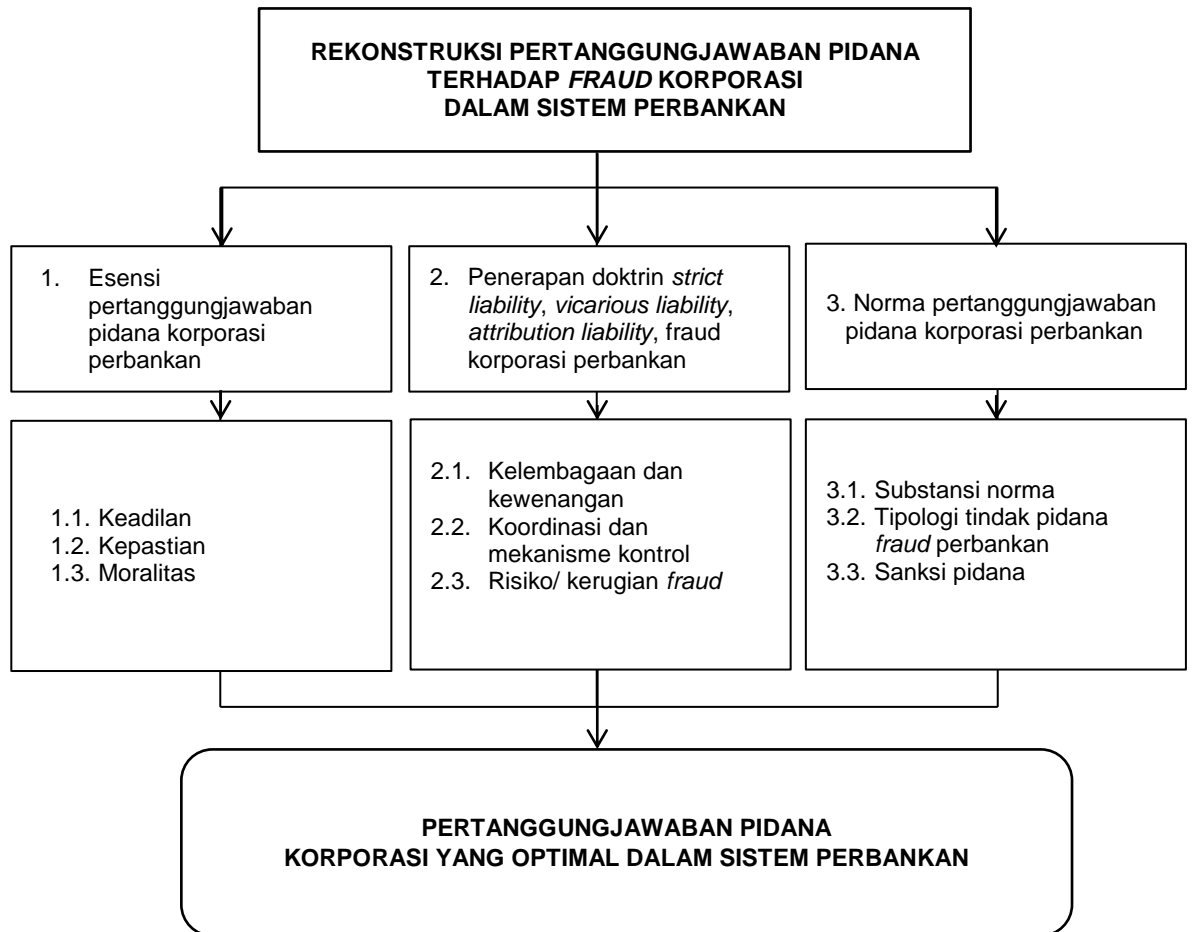 REKONSTRUKSI PERTANGGUNGJAWABAN PIDANA
TERHADAP FRAUD KORPORASI
DALAM SISTEM PERBANKAN
1. Esensi
pertanggungjawaban
pidana korporasi
perbankan
2. Penerapan doktrin strict
liability, vicarious liability,
attribution liability, fraud
korporasi perbankan
3. Norma pertanggungjawaban
pidana korporasi perbankan
1.1. Keadilan
1.2. Kepastian
1.3. Moralitas
2.1. Kelembagaan dan
kewenangan
2.2. Koordinasi dan
mekanisme kontrol
2.3. Risiko/ kerugian fraud
3.1. Substansi norma
3.2. Tipologi tindak pidana
fraud perbankan
3.3. Sanksi pidana
PERTANGGUNGJAWABAN PIDANA
KORPORASI YANG OPTIMAL DALAM SISTEM PERBANKAN